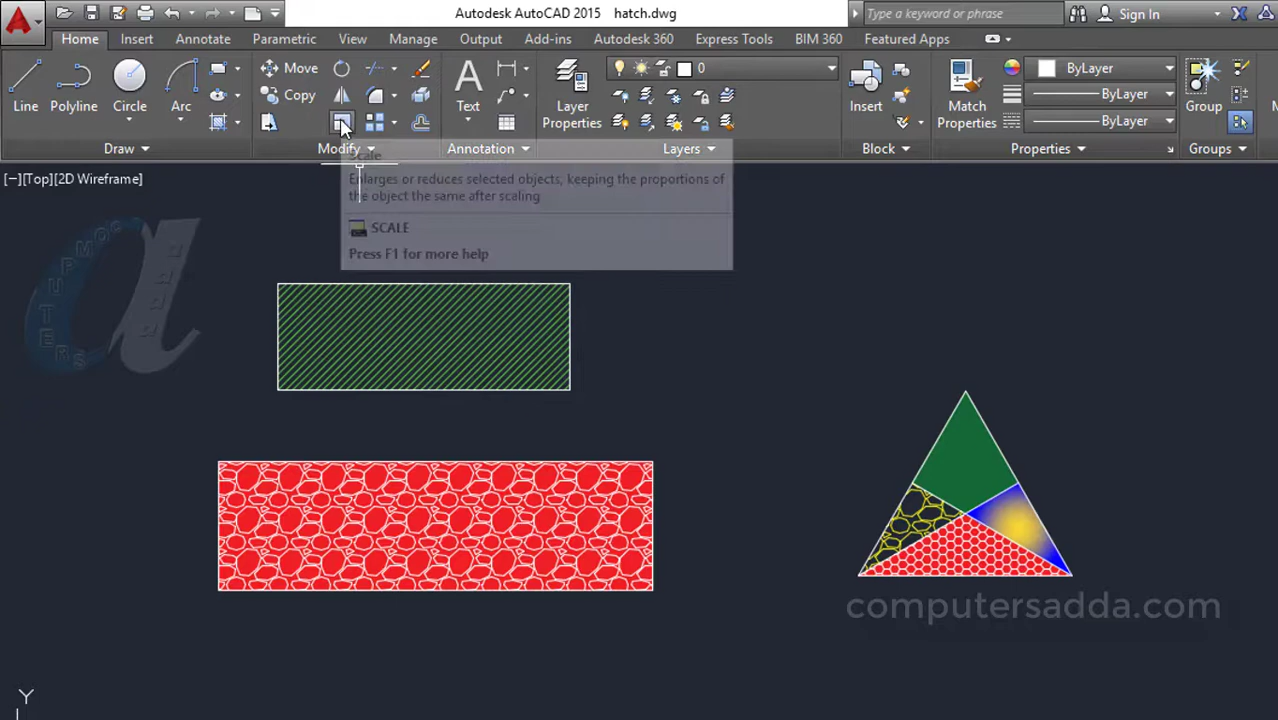 Autodesk AutoCAD 2015 hatch.dwg
Type a keyword or phrase
Sign In
Home Insert Annotate Parametric View Manage Output Add-ins Autodesk 360 Express Tools BIM 360 Featured Apps
Line
Polyline
Circle
Arc
Move
Copy
Text
Layer
Properties
0
Insert
Match
Properties
ByLayer
ByLayer
ByLayer
Group
Draw
Modify
Annotation
Layers
Block
Properties
Groups
[−][Top][2D Wireframe]
Scale
Enlarges or reduces selected objects, keeping the proportions of
the object the same after scaling
SCALE
Press F1 for more help
COMPUTERS
a
computersadda.com
Y